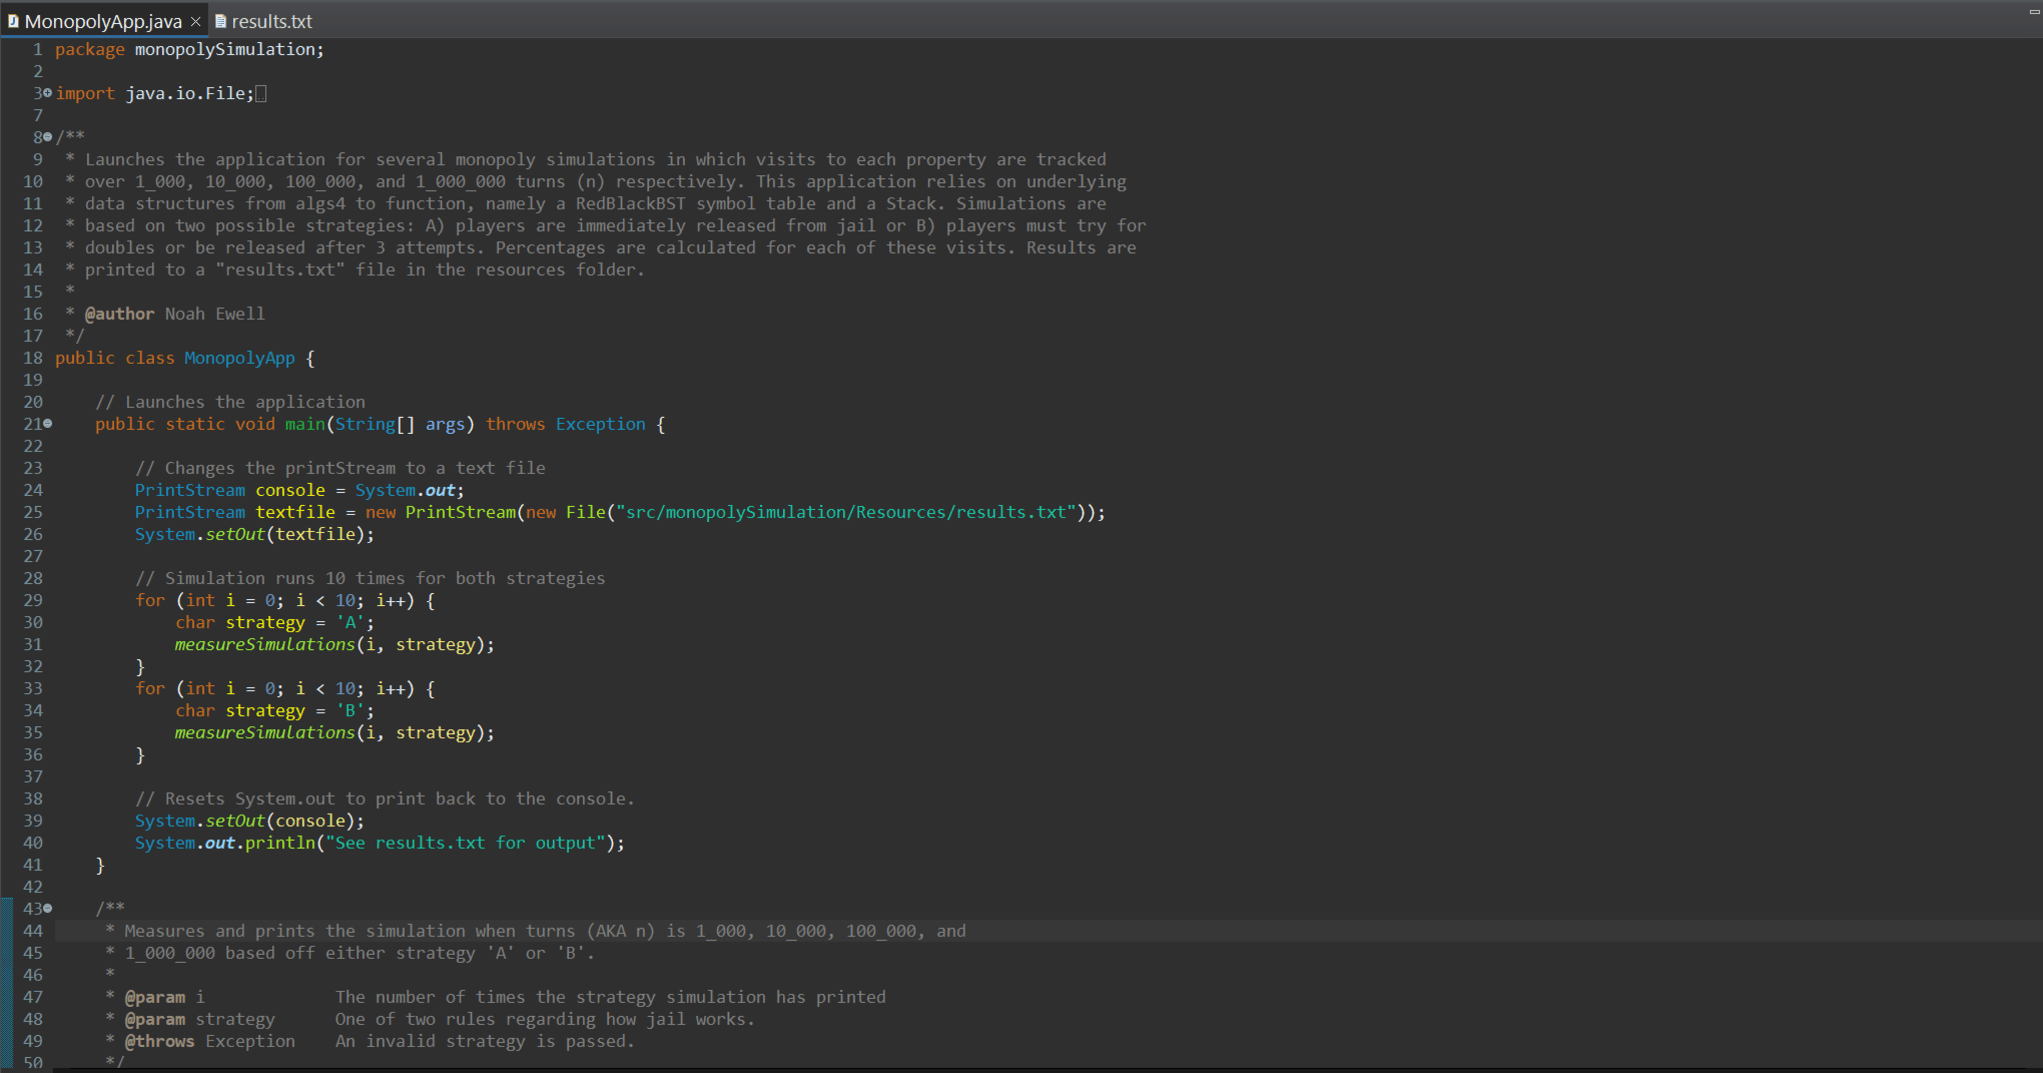 MonopolyApp.java
results.txt
1 package monopolySimulation;
2
3 import java.io.File;
7
8 /**
9  * Launches the application for several monopoly simulations in which visits to each property are tracked
10  * over 1_000, 10_000, 100_000, and 1_000_000 turns (n) respectively. This application relies on underlying
11  * data structures from algs4 to function, namely a RedBlackBST symbol table and a Stack. Simulations are
12  * based on two possible strategies: A) players are immediately released from jail or B) players must try for
13  * doubles or be released after 3 attempts. Percentages are calculated for each of these visits. Results are
14  * printed to a "results.txt" file in the resources folder.
15  *
16  * @author Noah Ewell
17  */
18 public class MonopolyApp {
19
20     // Launches the application
21     public static void main(String[] args) throws Exception {
22
23         // Changes the printStream to a text file
24         PrintStream console = System.out;
25         PrintStream textfile = new PrintStream(new File("src/monopolySimulation/Resources/results.txt"));
26         System.setOut(textfile);
27
28         // Simulation runs 10 times for both strategies
29         for (int i = 0; i < 10; i++) {
30             char strategy = 'A';
31             measureSimulations(i, strategy);
32         }
33         for (int i = 0; i < 10; i++) {
34             char strategy = 'B';
35             measureSimulations(i, strategy);
36         }
37
38         // Resets System.out to print back to the console.
39         System.setOut(console);
40         System.out.println("See results.txt for output");
41     }
42
43     /**
44      * Measures and prints the simulation when turns (AKA n) is 1_000, 10_000, 100_000, and
45      * 1_000_000 based off either strategy 'A' or 'B'.
46      *
47      * @param i             The number of times the strategy simulation has printed
48      * @param strategy      One of two rules regarding how jail works.
49      * @throws Exception    An invalid strategy is passed.
50      */